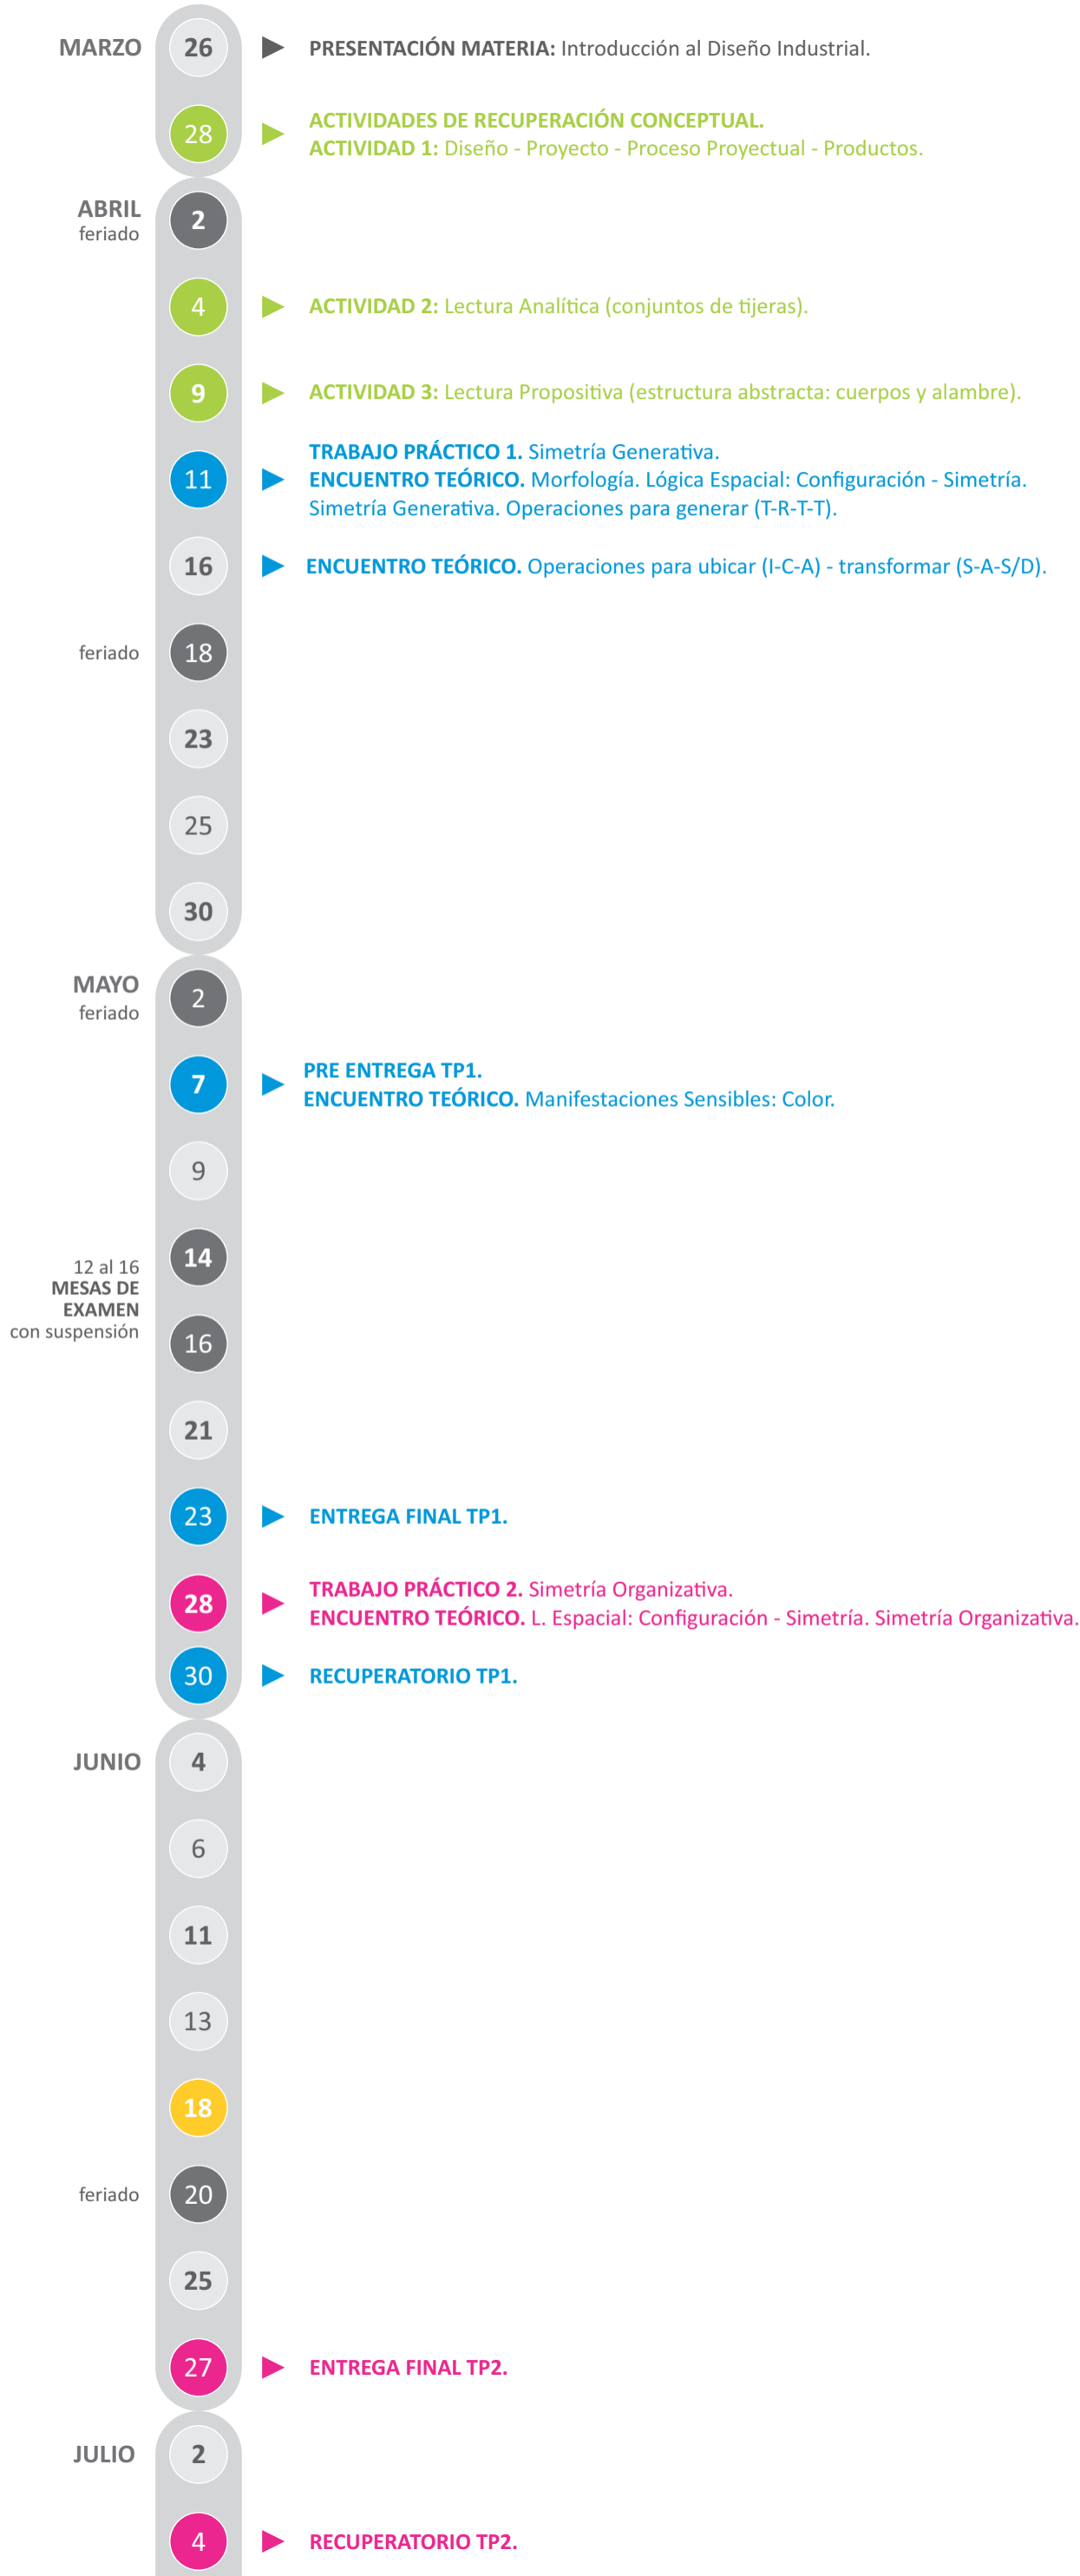 MARZO
26
PRESENTACIÓN MATERIA: Introducción al Diseño Industrial.
28
ACTIVIDADES DE RECUPERACIÓN CONCEPTUAL.
ACTIVIDAD 1: Diseño - Proyecto - Proceso Proyectual - Productos.
ABRIL
feriado
2
4
ACTIVIDAD 2: Lectura Analítica (conjuntos de tijeras).
9
ACTIVIDAD 3: Lectura Propositiva (estructura abstracta: cuerpos y alambre).
11
TRABAJO PRÁCTICO 1. Simetría Generativa.
ENCUENTRO TEÓRICO. Morfología. Lógica Espacial: Configuración - Simetría.
Simetría Generativa. Operaciones para generar (T-R-T-T).
16
ENCUENTRO TEÓRICO. Operaciones para ubicar (I-C-A) - transformar (S-A-S/D).
feriado
18
23
25
30
MAYO
feriado
2
7
PRE ENTREGA TP1.
ENCUENTRO TEÓRICO. Manifestaciones Sensibles: Color.
9
12 al 16
MESAS DE
EXAMEN
con suspensión
14
16
21
23
ENTREGA FINAL TP1.
28
TRABAJO PRÁCTICO 2. Simetría Organizativa.
ENCUENTRO TEÓRICO. L. Espacial: Configuración - Simetría. Simetría Organizativa.
30
RECUPERATORIO TP1.
JUNIO
4
6
11
13
18
feriado
20
25
27
ENTREGA FINAL TP2.
JULIO
2
4
RECUPERATORIO TP2.